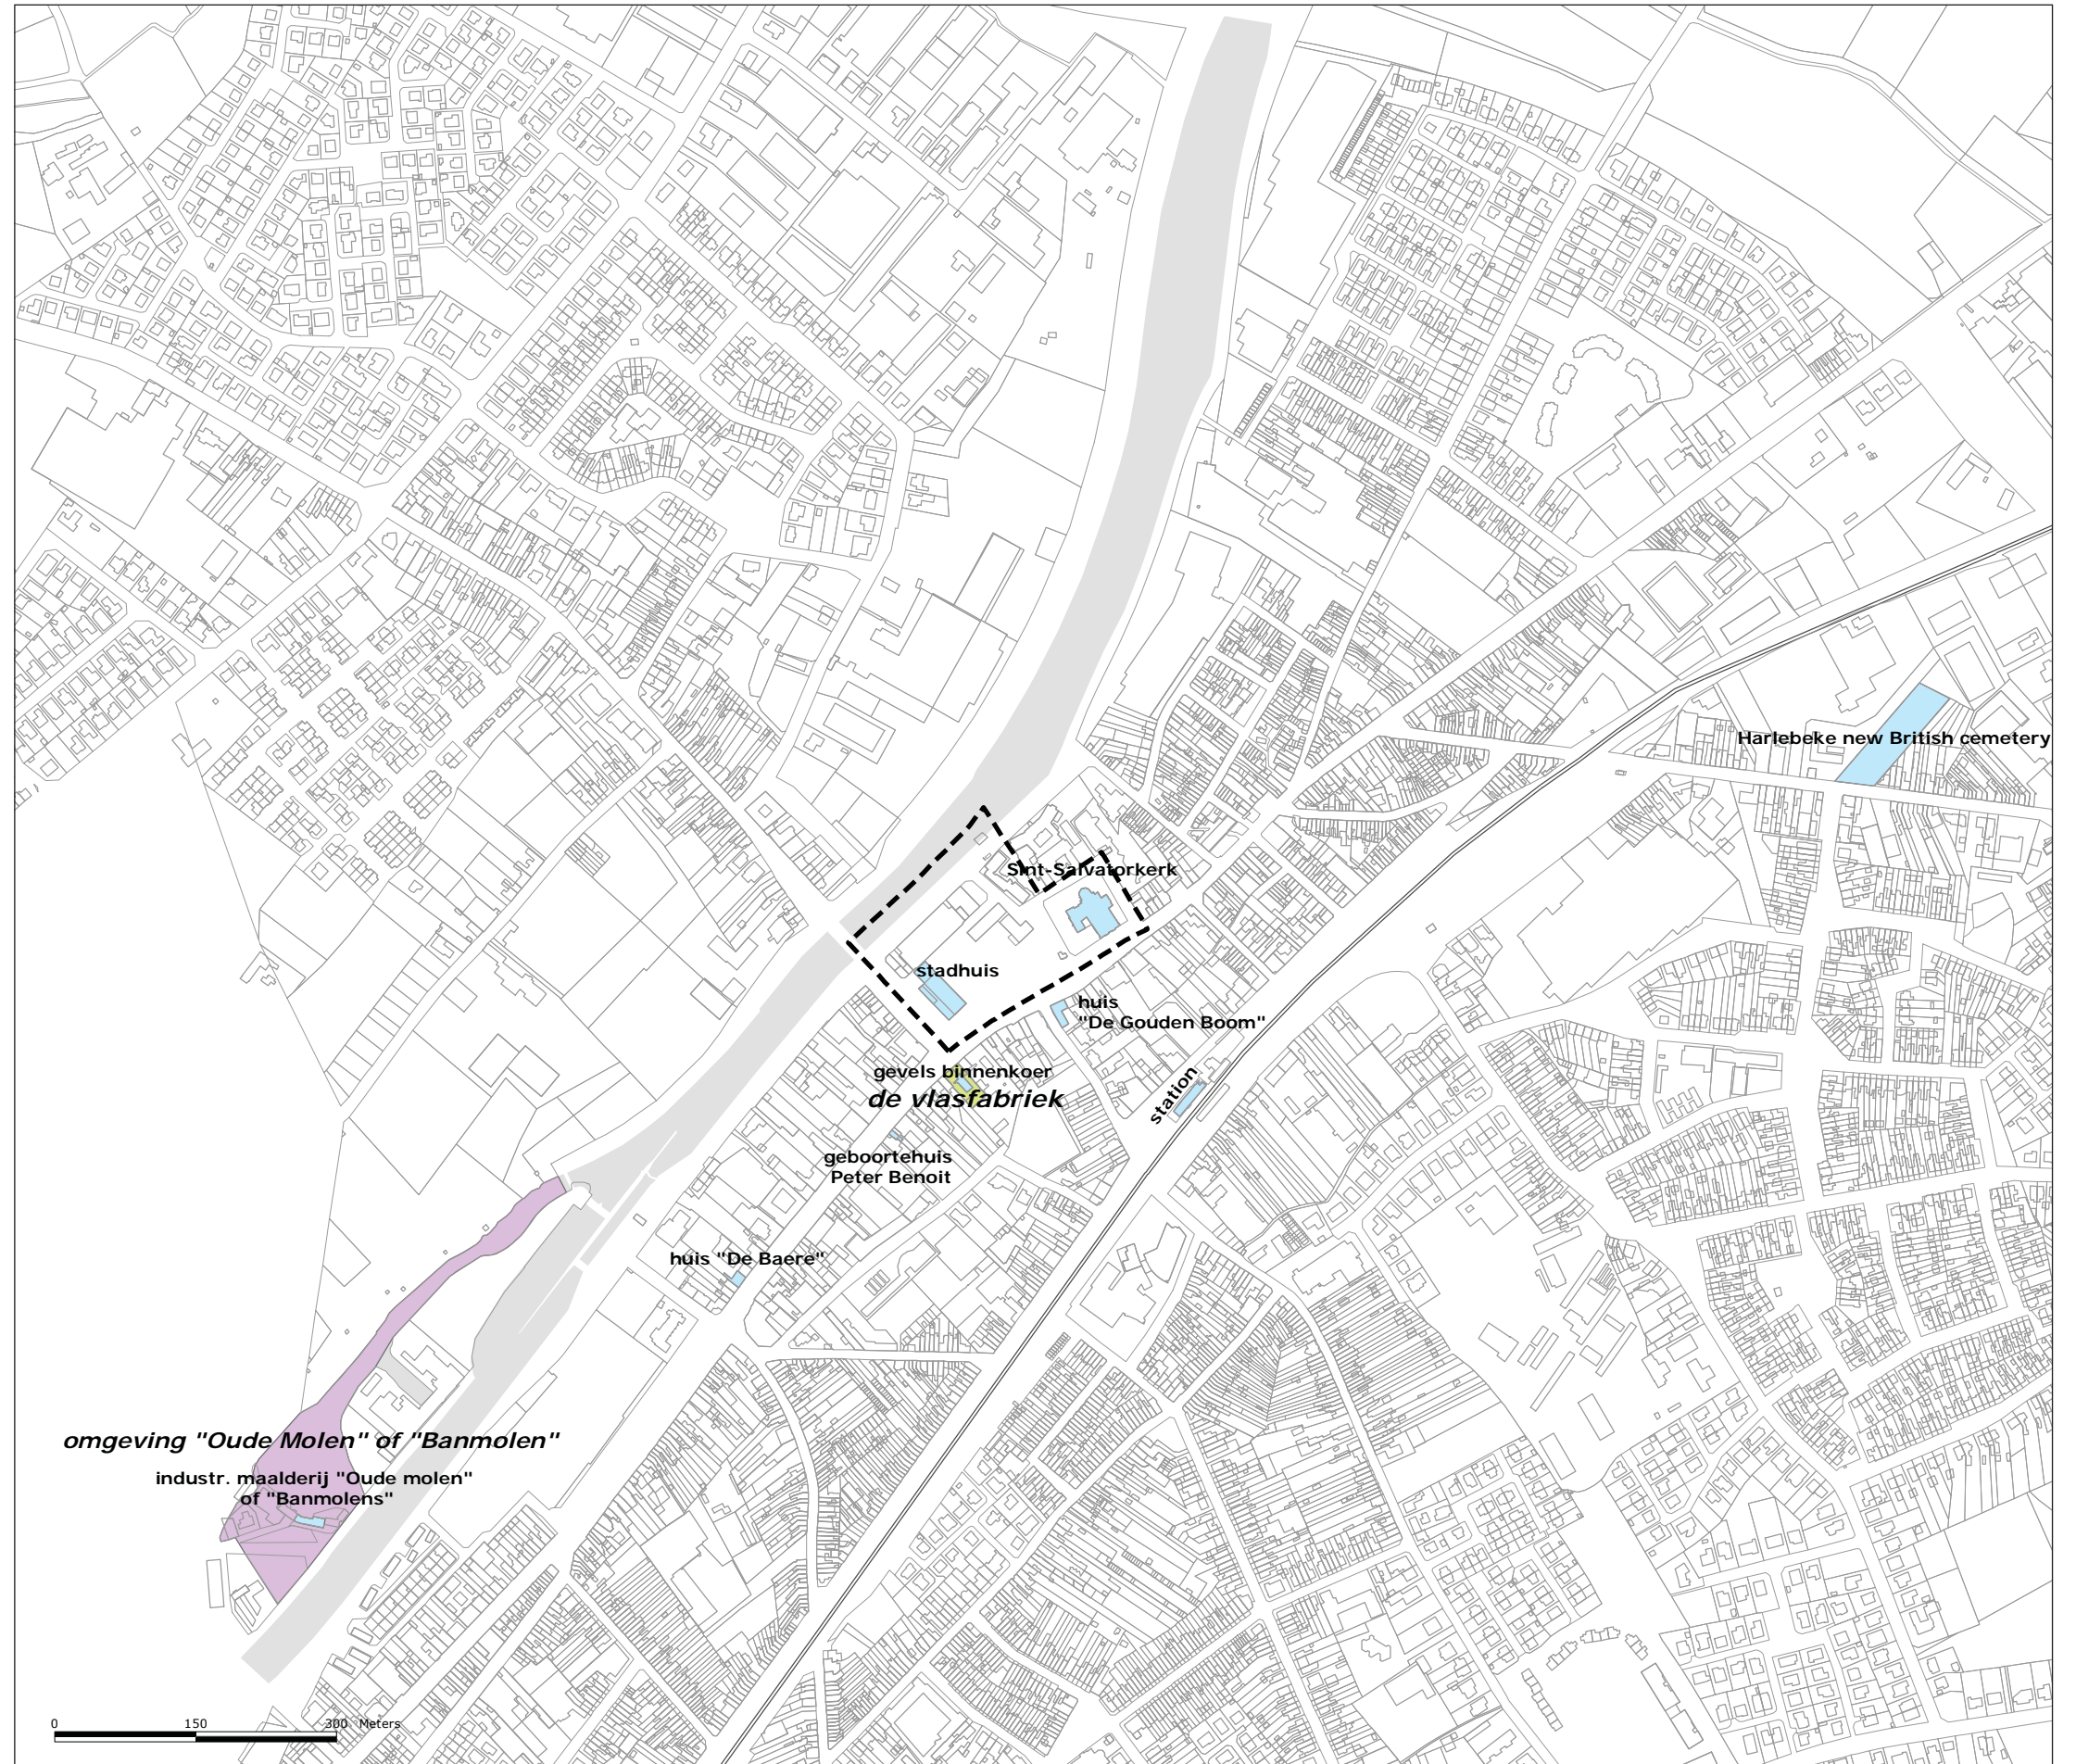 Harlebeke new British cemetery
Sint-Salvatorkerk
stadhuis
huis
"De Gouden Boom"
gevels binnenkoer
de vlasfabriek
station
geboortehuis
Peter Benoit
huis "De Baere"
omgeving "Oude Molen" of "Banmolen"
industr. maalderij "Oude molen"
of "Banmolens"
0 150 300 Meters